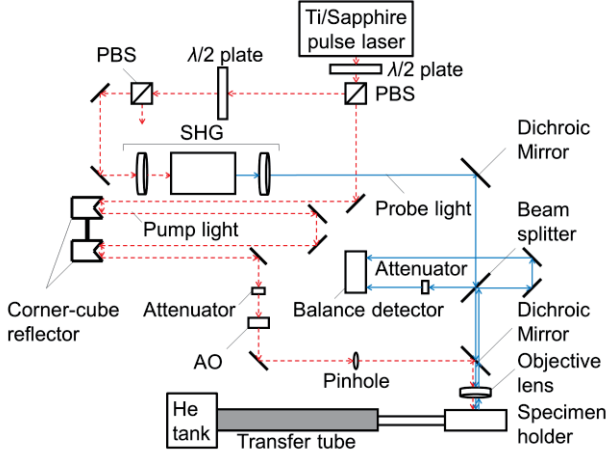 Ti/Sapphire
pulse laser
λ/2 plate
PBS
λ/2 plate
PBS
SHG
Dichroic
Mirror
Probe light
Pump light
Beam
splitter
Attenuator
Balance detector
Corner-cube
reflector
Attenuator
AO
Pinhole
Dichroic
Mirror
Objective
lens
Specimen
holder
He
tank
Transfer tube